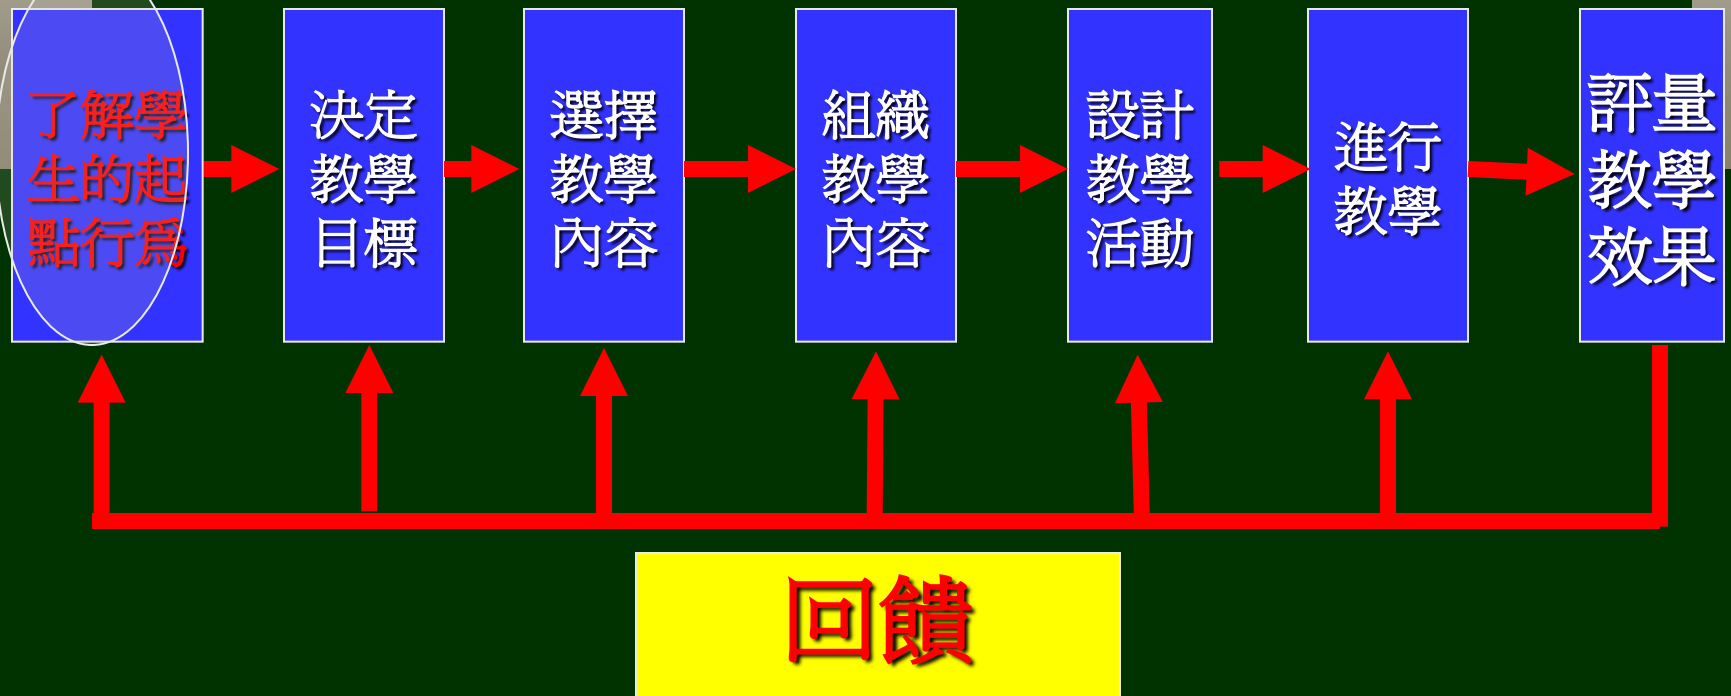 了解學
生的起
點行為
決定
教學
目標
選擇
教學
內容
組織
教學
內容
設計
教學
活動
進行
教學
評量
教學
效果
回饋